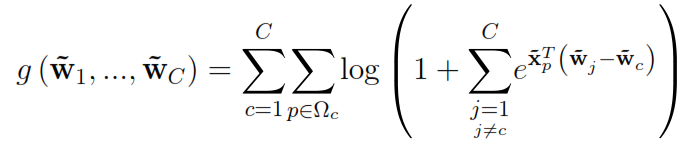 g (w̃₁, ..., w̃_C) = ∑_{c=1}^{C} ∑_{p∈Ω_c} log ( 1 + ∑_{j=1, j≠c}^{C} e^{x̃_p^T (w̃_j − w̃_c)} )